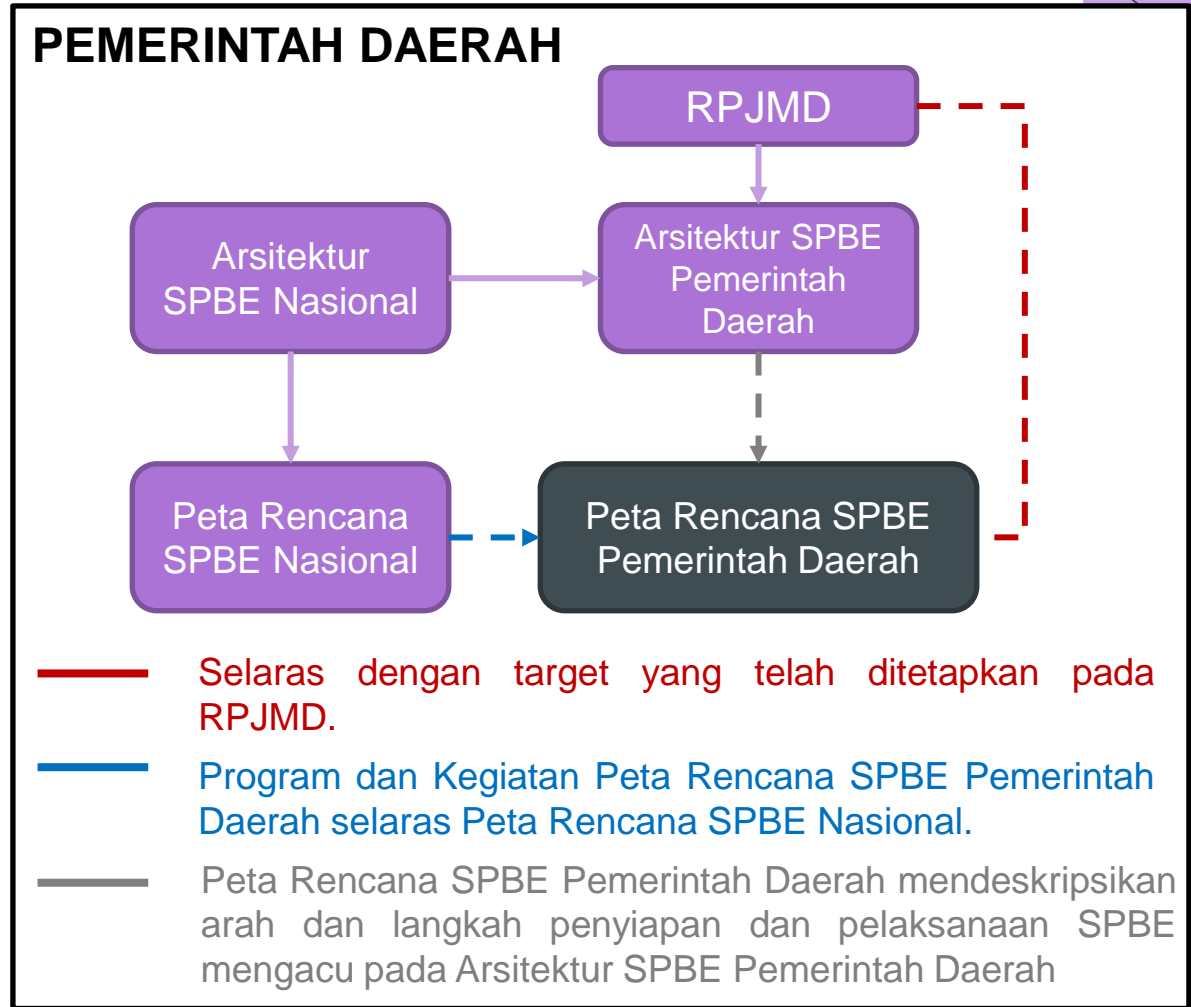 PEMERINTAH DAERAH
RPJMD
Arsitektur
SPBE Nasional
Arsitektur SPBE
Pemerintah
Daerah
Peta Rencana
SPBE Nasional
Peta Rencana SPBE
Pemerintah Daerah
Selaras dengan target yang telah ditetapkan pada
RPJMD.
Program dan Kegiatan Peta Rencana SPBE Pemerintah
Daerah selaras Peta Rencana SPBE Nasional.
Peta Rencana SPBE Pemerintah Daerah mendeskripsikan
arah dan langkah penyiapan dan pelaksanaan SPBE
mengacu pada Arsitektur SPBE Pemerintah Daerah